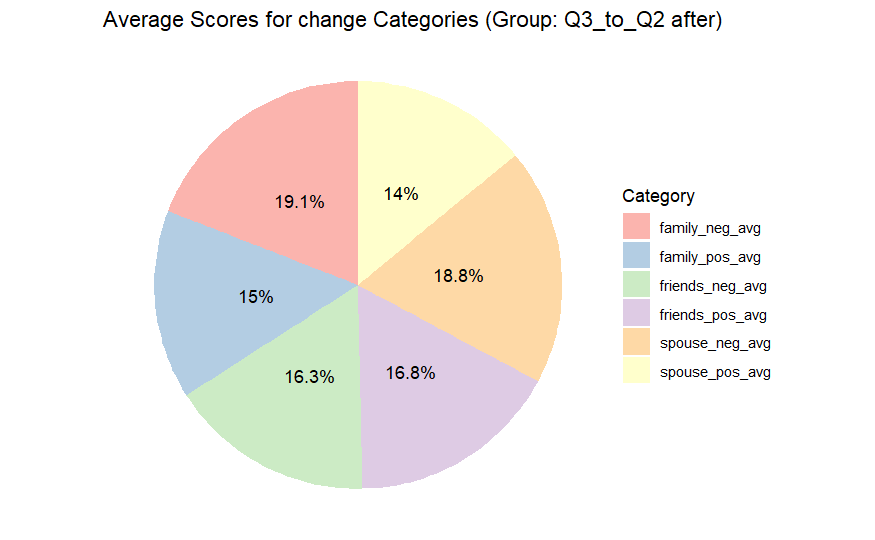 Average Scores for change Categories (Group: Q3_to_Q2 after)
14%
19.1%
18.8%
15%
16.3%
16.8%
Category
family_neg_avg
family_pos_avg
friends_neg_avg
friends_pos_avg
spouse_neg_avg
spouse_pos_avg